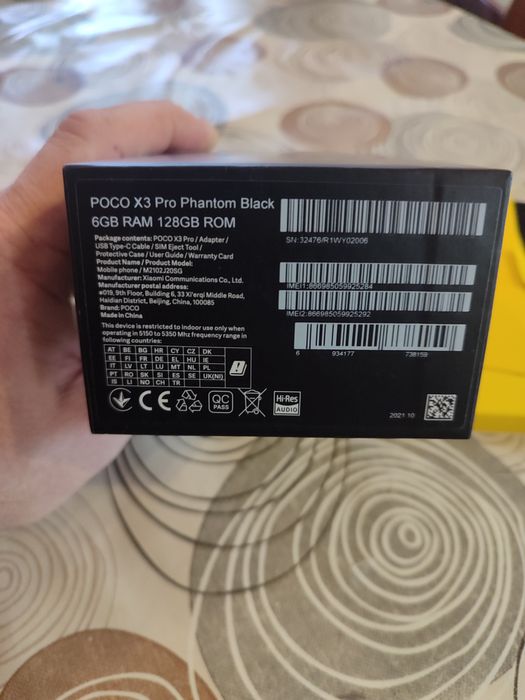 POCO X3 Pro Phantom Black
6GB RAM 128GB ROM
Package contents: POCO X3 Pro / Adapter /
USB Type-C Cable / SIM Eject Tool /
Protective Case / User Guide / Warranty Card
Product Name / Product Model:
Mobile phone / M2102J20SG
Manufacturer: Xiaomi Communications Co., Ltd.
Manufacturer postal address:
#019, 9th Floor, Building 6, 33 Xi'erqi Middle Road,
Haidian District, Beijing, China, 100085
Brand: POCO
Made in China
This device is restricted to indoor use only when
operating in 5150 to 5350 Mhz frequency range in
following countries:
AT BE BG HR CY CZ DK
EE FI FR DE EL HU IE
IT LV LT LU MT NL PL
PT RO SK SI ES SE UK(NI)
IS LI NO CH TR
CE
QC
PASS
Hi-Res
AUDIO
SN: 32476/R1WY02006
IMEI1: 866985059925284
IMEI2: 866985059925292
6 934177 738159
2021.10